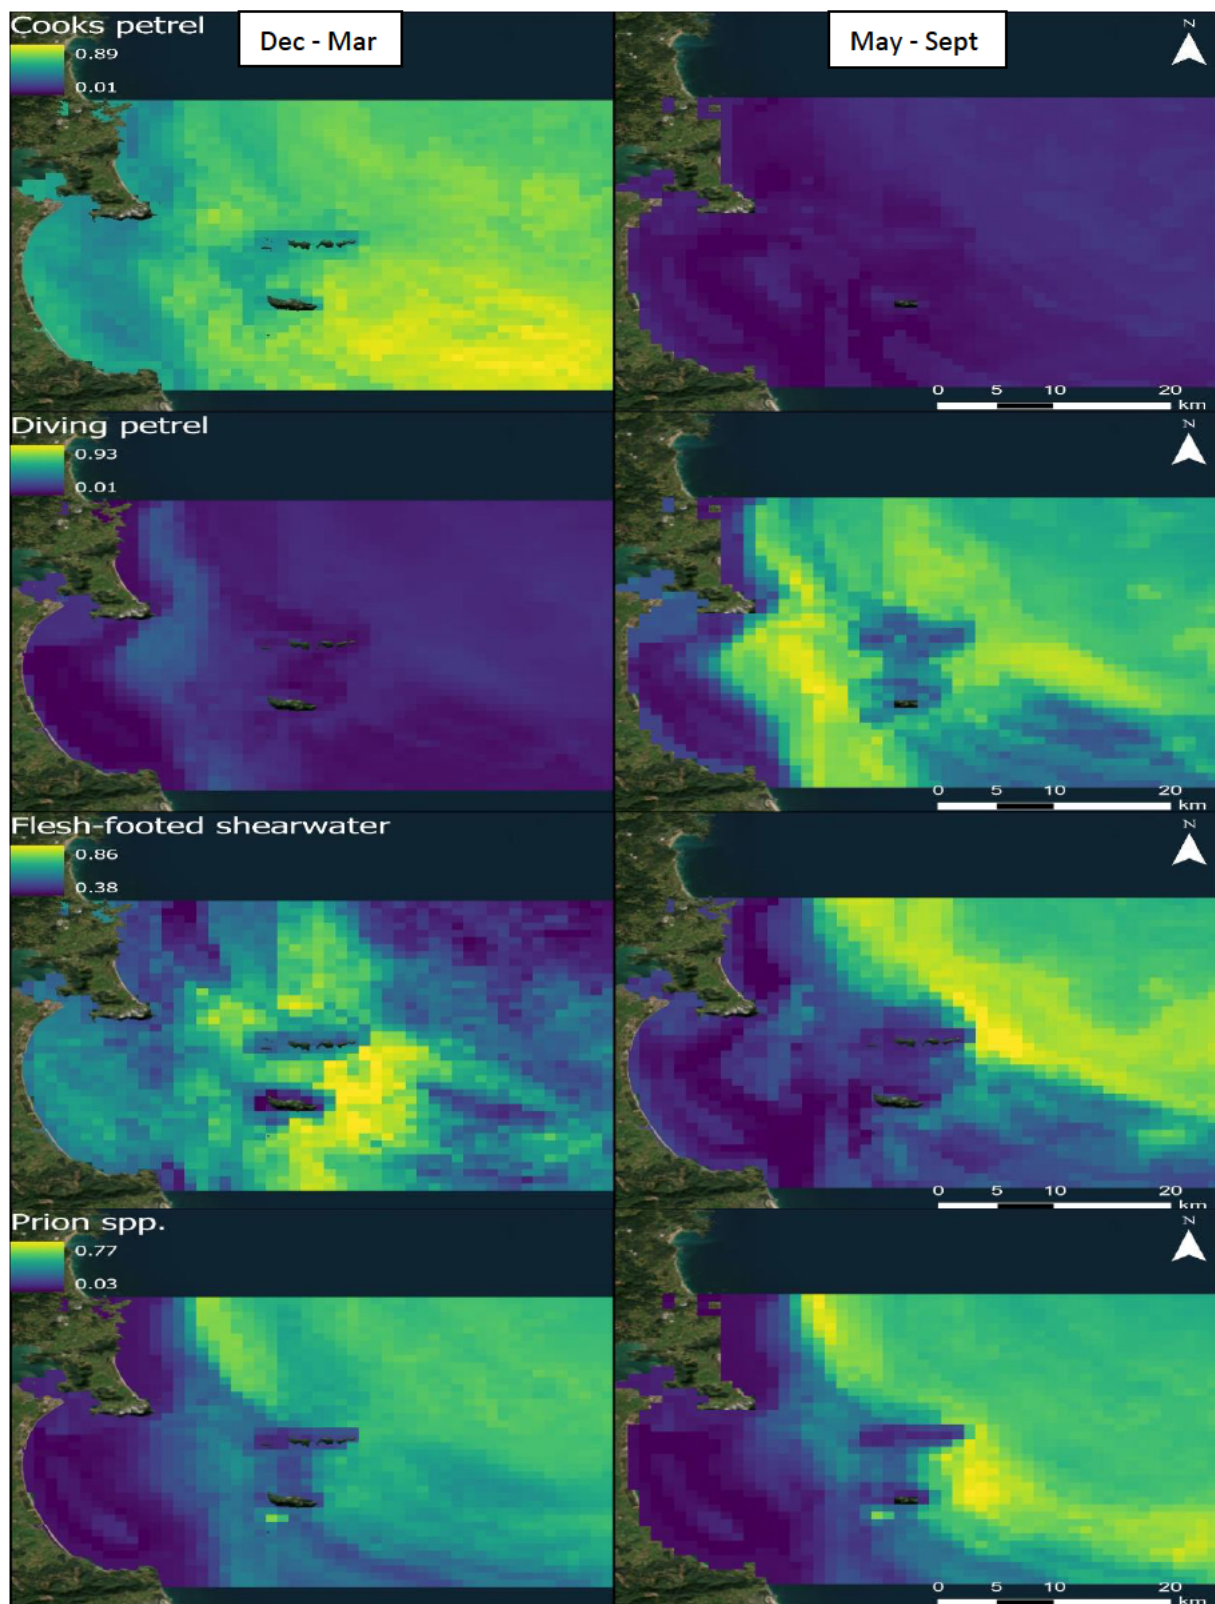 Cooks petrel
Dec - Mar
May - Sept
N
0.89
0.01
0 5 10 20
km
Diving petrel
N
0.93
0.01
0 5 10 20
km
Flesh-footed shearwater
N
0.86
0.38
0 5 10 20
km
Prion spp.
N
0.77
0.03
0 5 10 20
km